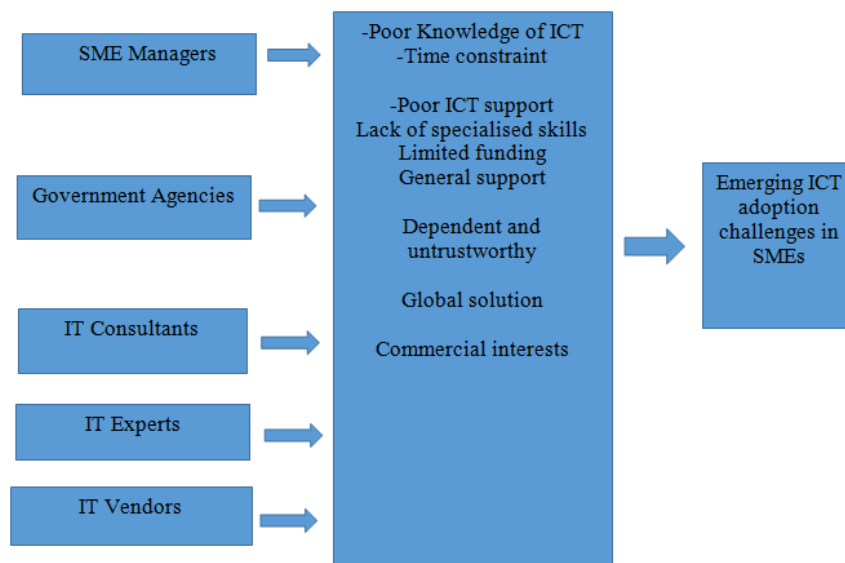 SME Managers
Government Agencies
IT Consultants
IT Experts
IT Vendors
-Poor Knowledge of ICT
-Time constraint
-Poor ICT support
Lack of specialised skills
Limited funding
General support
Dependent and
untrustworthy
Global solution
Commercial interests
Emerging ICT
adoption
challenges in
SMEs